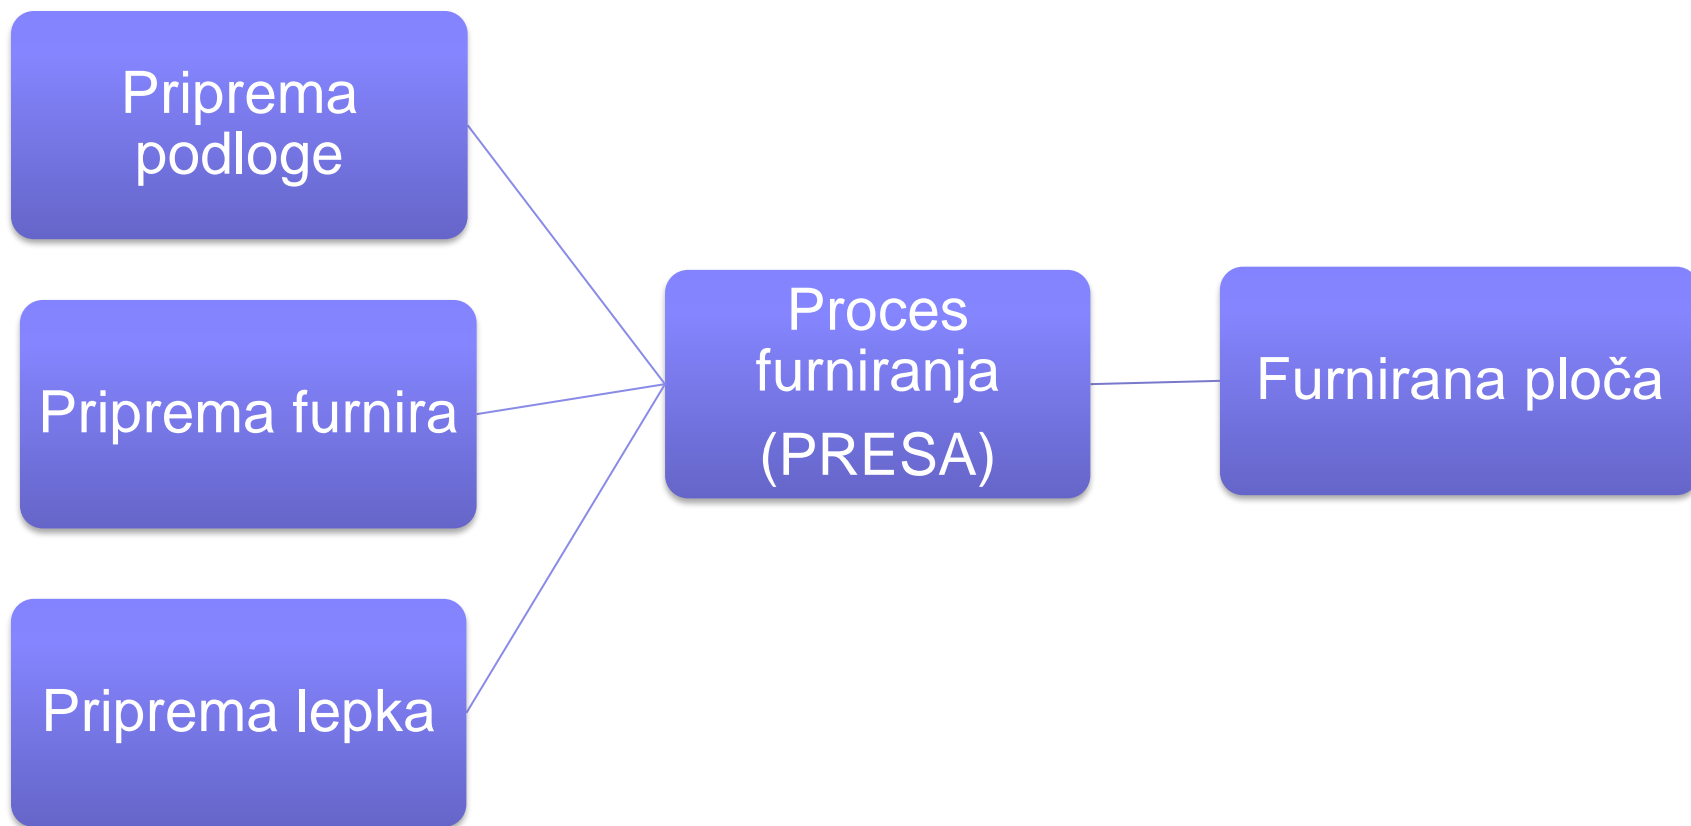 Priprema
podloge
Priprema furnira
Priprema lepka
Proces
furniranja
(PRESA)
Furnirana ploča